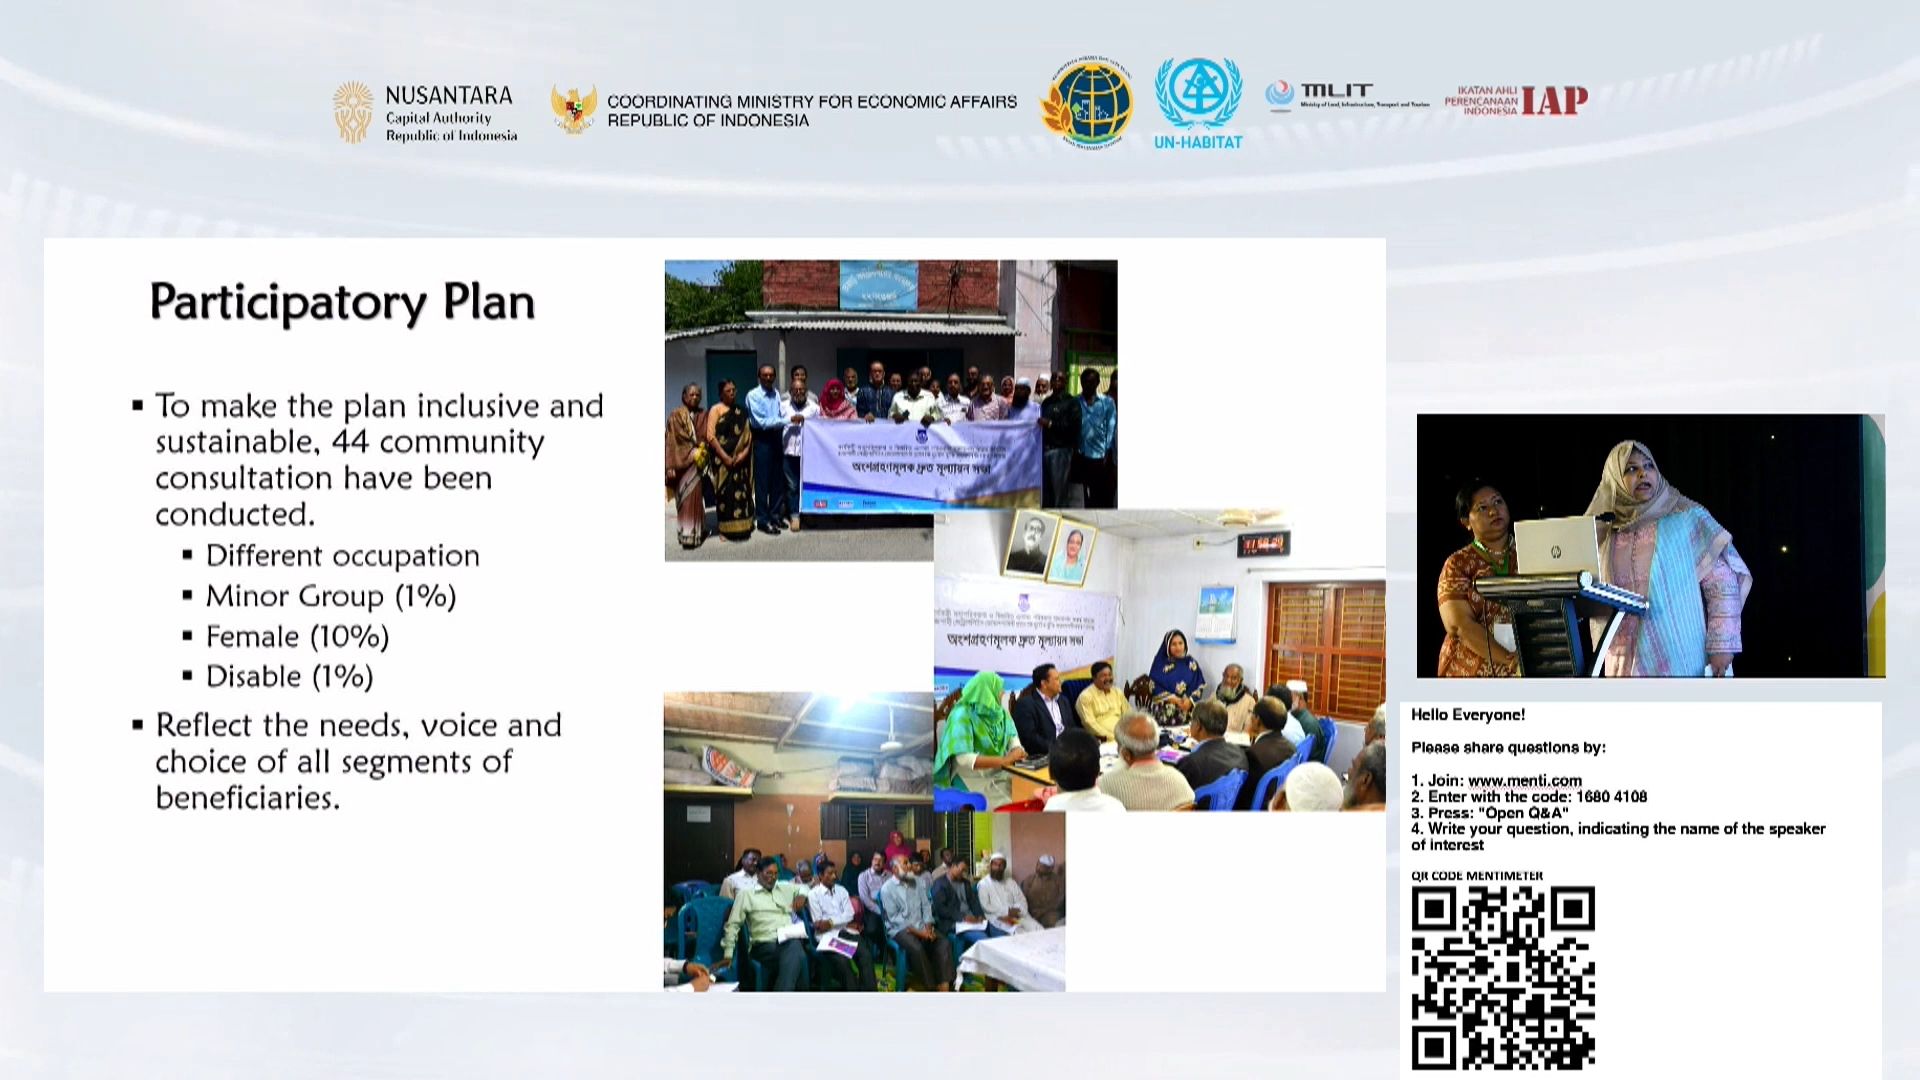 NUSANTARA
Capital Authority
Republic of Indonesia
COORDINATING MINISTRY FOR ECONOMIC AFFAIRS
REPUBLIC OF INDONESIA
UN-HABITAT
MLIT
Ministry of Land, Infrastructure, Transport and Tourism
IKATAN AHLI
PERENCANAAN
INDONESIA
IAP
Participatory Plan
▪ To make the plan inclusive and
sustainable, 44 community
consultation have been
conducted.
▪ Different occupation
▪ Minor Group (1%)
▪ Female (10%)
▪ Disable (1%)
▪ Reflect the needs, voice and
choice of all segments of
beneficiaries.
অংশগ্রহণমূলক দ্রুত মূল্যায়ন সভা
অংশগ্রহণমূলক দ্রুত মূল্যায়ন সভা
Hello Everyone!
Please share questions by:
1. Join: www.menti.com
2. Enter with the code: 1680 4108
3. Press: "Open Q&A"
4. Write your question, indicating the name of the speaker
of interest
QR CODE MENTIMETER